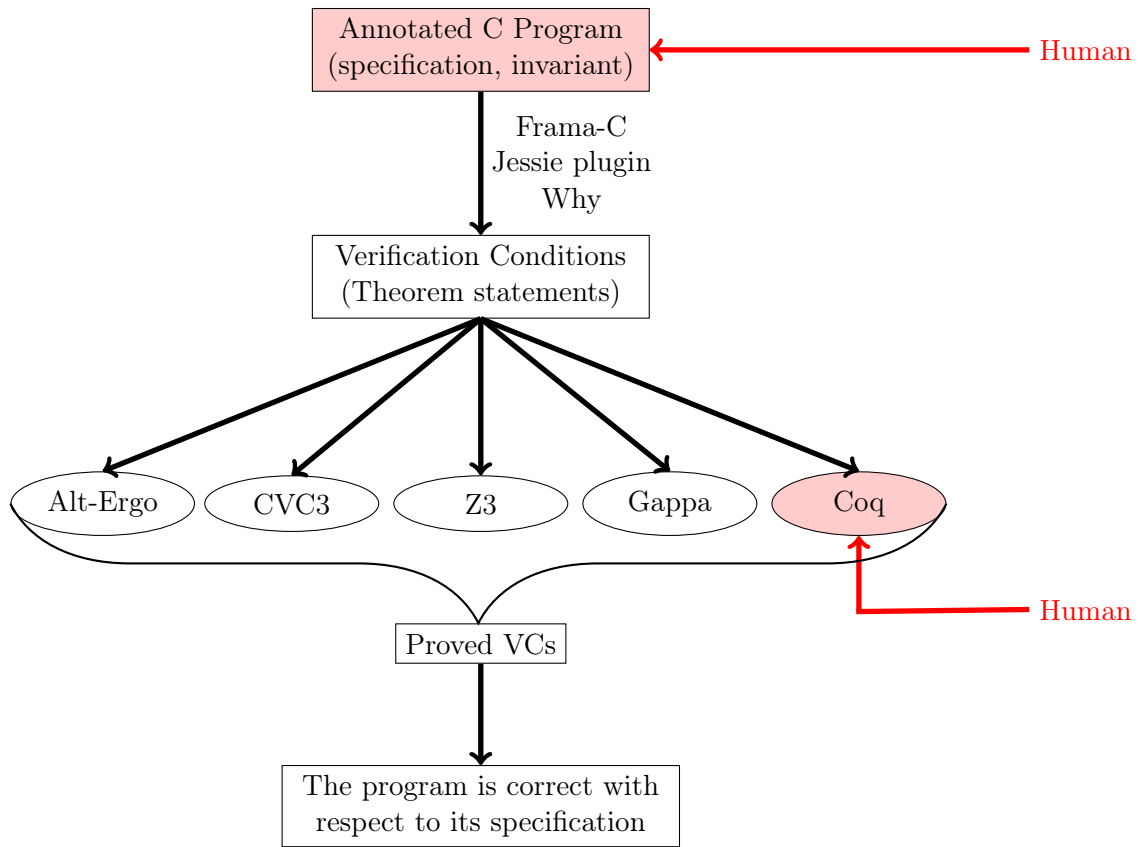 Annotated C Program
(specification, invariant)
Human
Frama-C
Jessie plugin
Why
Verification Conditions
(Theorem statements)
Alt-Ergo
CVC3
Z3
Gappa
Coq
Human
Proved VCs
The program is correct with
respect to its specification